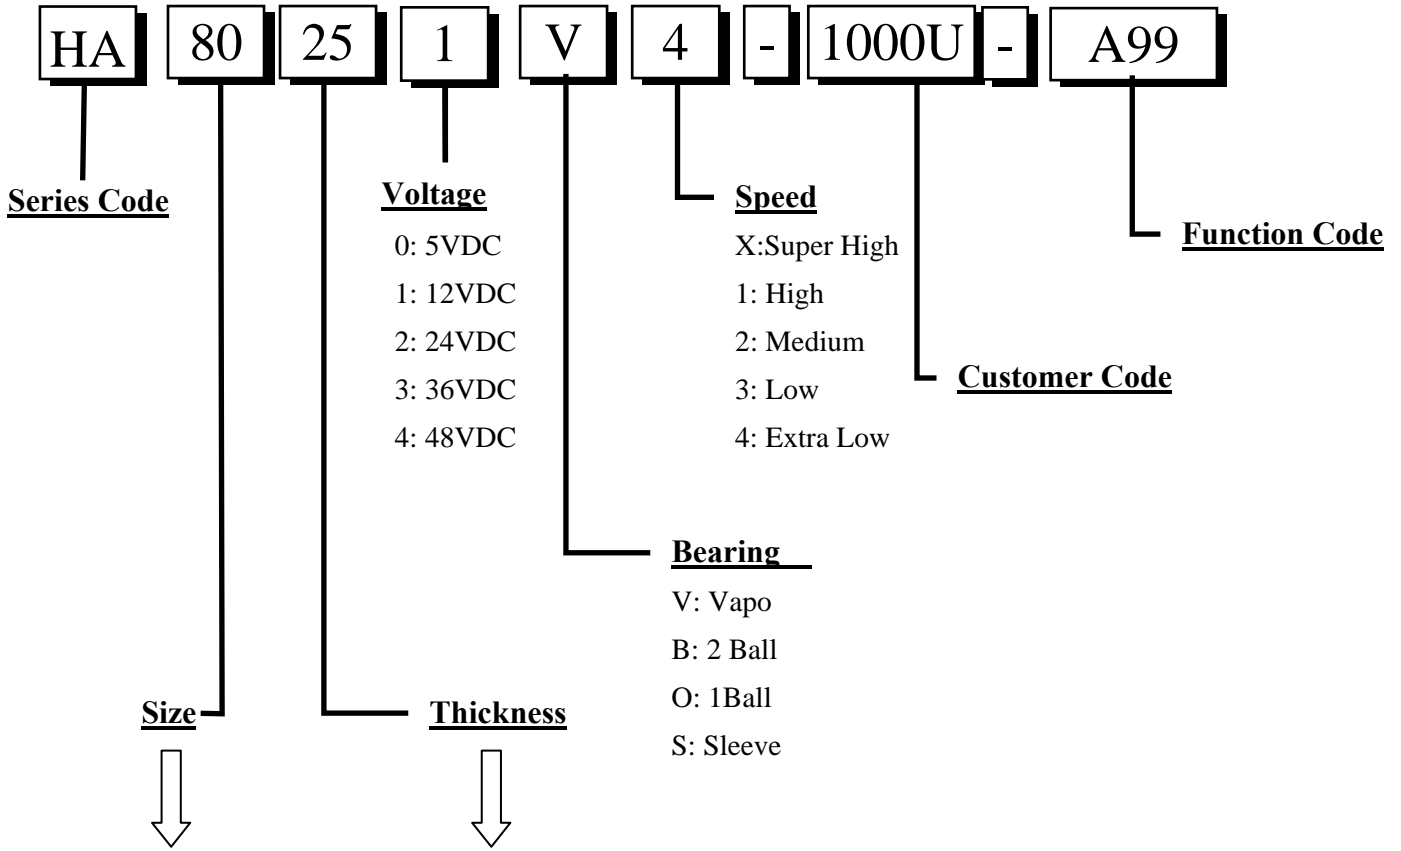 HA 80 25 1 V 4 - 1000U - A99
Series Code
Voltage
0: 5VDC
1: 12VDC
2: 24VDC
3: 36VDC
4: 48VDC
Speed
X:Super High
1: High
2: Medium
3: Low
4: Extra Low
Function Code
Customer Code
Bearing
V: Vapo
B: 2 Ball
O: 1Ball
S: Sleeve
Size
Thickness